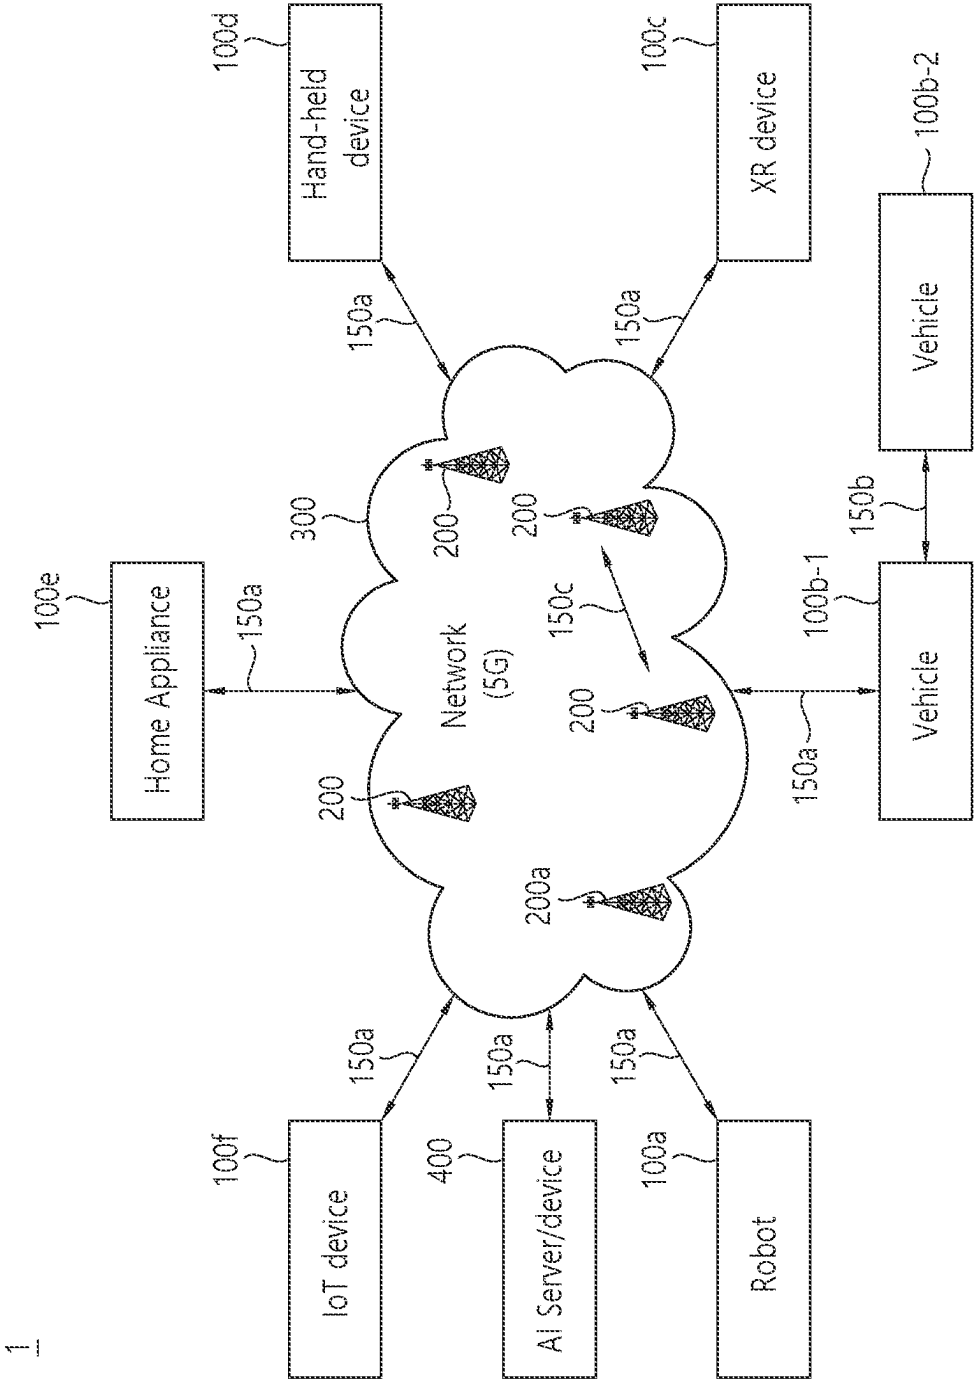 1
100e
Home Appliance
150a
100f
IoT device
150a
300
150a
100d
Hand-held
device
200
200
Network
(5G)
400
AI Server/device
150a
200a
200
150c
200
100a
Robot
150a
150a
100c
XR device
150a
100b-1
Vehicle
150b
100b-2
Vehicle